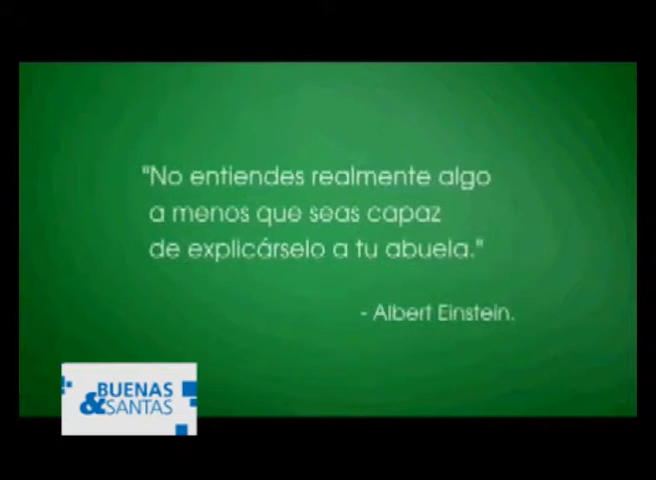 "No entiendes realmente algo
a menos que seas capaz
de explicárselo a tu abuela."
- Albert Einstein.
BUENAS
&SANTAS